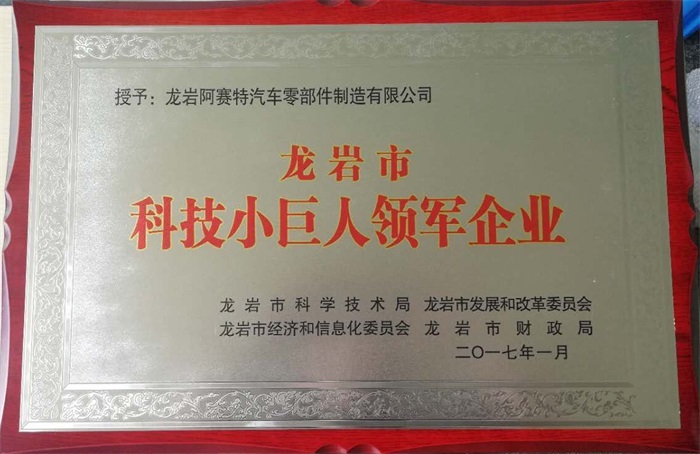 授予：龙岩阿赛特汽车零部件制造有限公司
龙岩市
科技小巨人领军企业
龙岩市科学技术局 龙岩市发展和改革委员会
龙岩市经济和信息化委员会 龙岩市财政局
二〇一七年一月